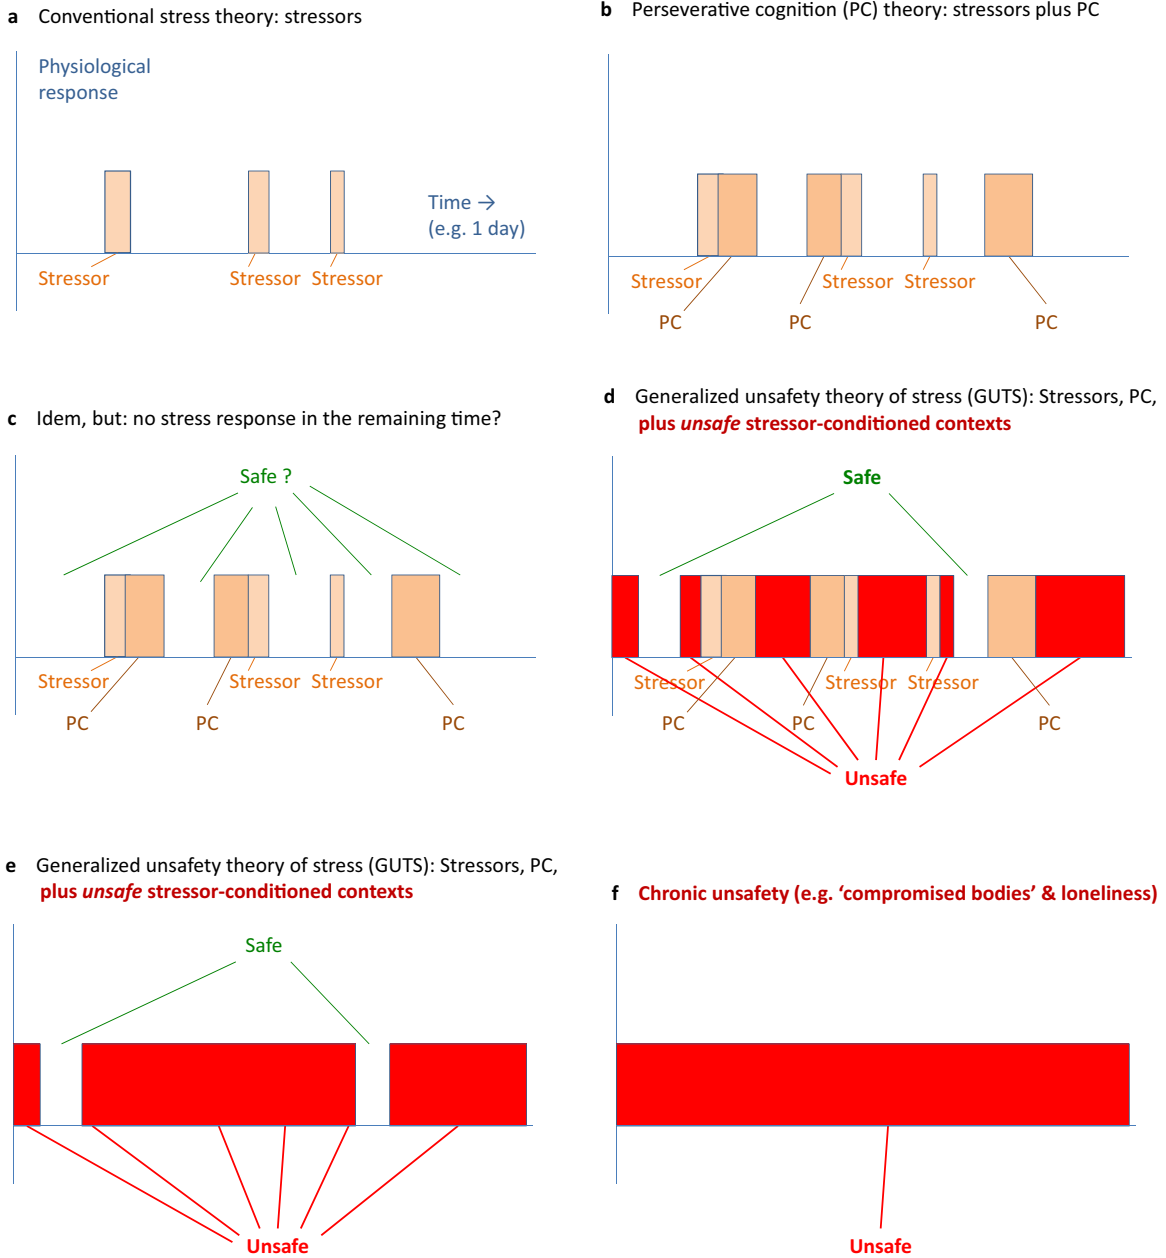 a Conventional stress theory: stressors
Physiological
response
Time →
(e.g. 1 day)
Stressor
Stressor
Stressor
b Perseverative cognition (PC) theory: stressors plus PC
Stressor
Stressor
Stressor
PC
PC
PC
c Idem, but: no stress response in the remaining time?
Safe ?
Stressor
Stressor
Stressor
PC
PC
PC
d Generalized unsafety theory of stress (GUTS): Stressors, PC,
plus unsafe stressor-conditioned contexts
Safe
Stressor
Stressor
Stressor
PC
PC
PC
Unsafe
e Generalized unsafety theory of stress (GUTS): Stressors, PC,
plus unsafe stressor-conditioned contexts
Safe
Unsafe
f Chronic unsafety (e.g. ‘compromised bodies’ & loneliness)
Unsafe